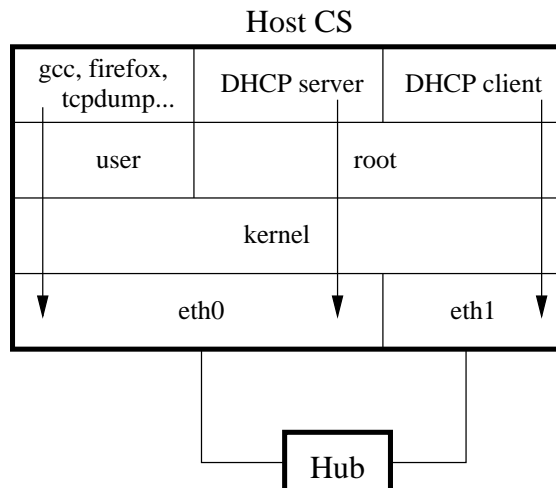 Host CS
gcc, firefox,
tcpdump...
DHCP server
DHCP client
user
root
kernel
eth0
eth1
Hub